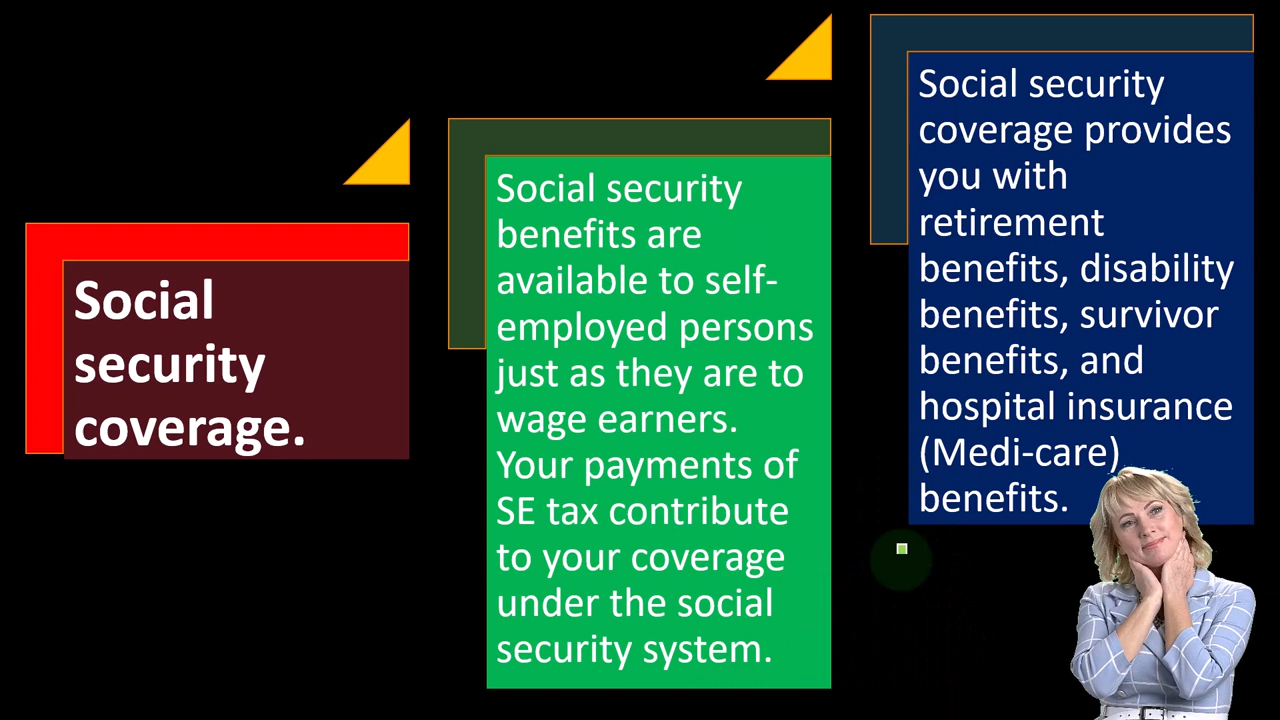 Social
security
coverage.
Social security
benefits are
available to self-
employed persons
just as they are to
wage earners.
Your payments of
SE tax contribute
to your coverage
under the social
security system.
Social security
coverage provides
you with
retirement
benefits, disability
benefits, survivor
benefits, and
hospital insurance
(Medi-care)
benefits.